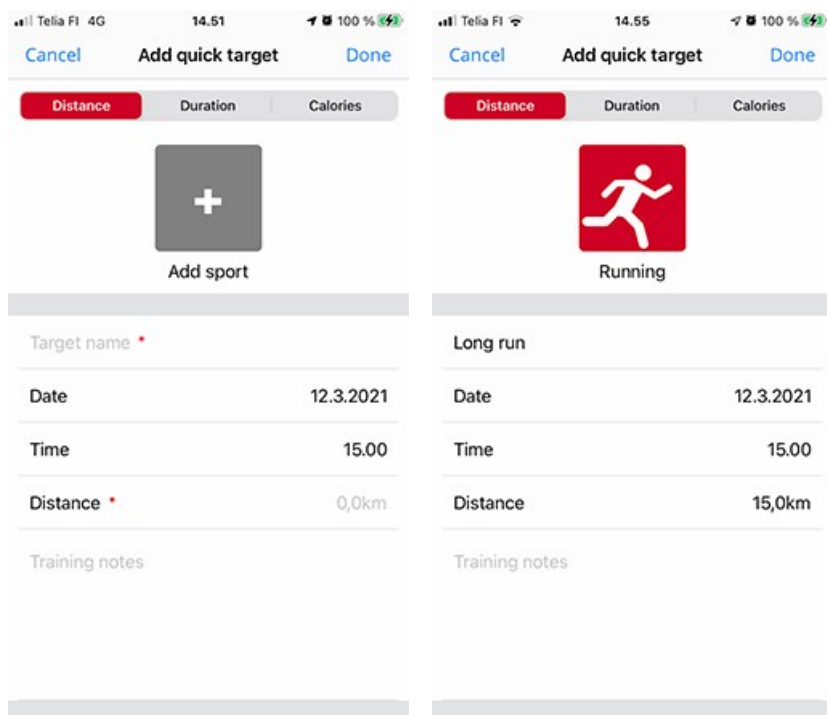 Telia FI 4G 14.51 100 %
Cancel Add quick target Done
Distance Duration Calories
+
Add sport
Target name *
Date 12.3.2021
Time 15.00
Distance * 0,0km
Training notes
Telia FI 14.55 100 %
Cancel Add quick target Done
Distance Duration Calories
Running
Long run
Date 12.3.2021
Time 15.00
Distance 15,0km
Training notes